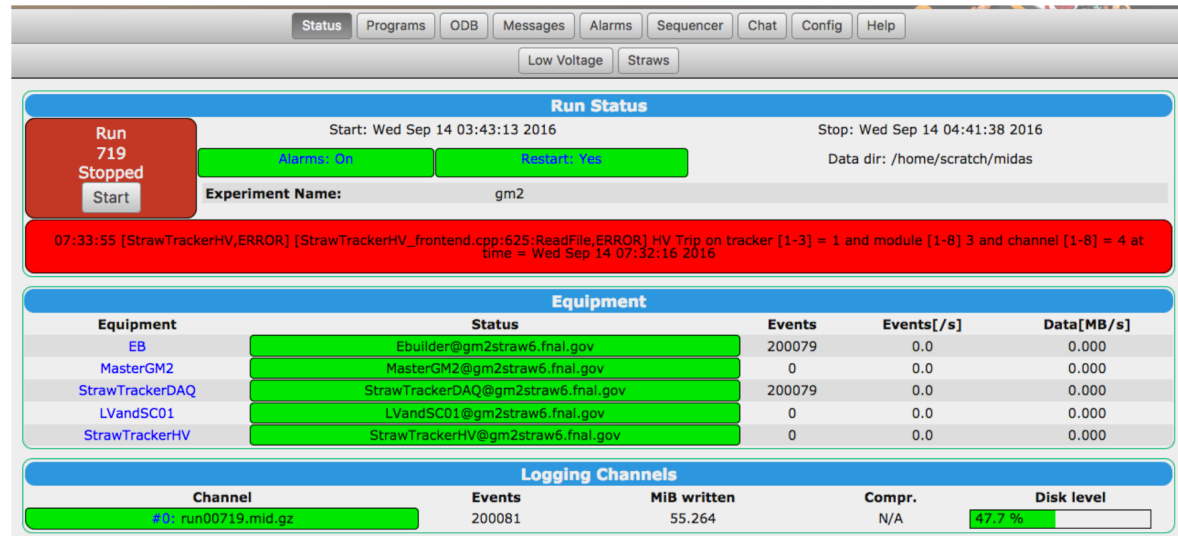 Status Programs ODB Messages Alarms Sequencer Chat Config Help
Low Voltage Straws
Run Status
Run
719
Stopped
Start
Start: Wed Sep 14 03:43:13 2016 Stop: Wed Sep 14 04:41:38 2016
Alarms: On Restart: Yes Data dir: /home/scratch/midas
Experiment Name: gm2
07:33:55 [StrawTrackerHV,ERROR] [StrawTrackerHV_frontend.cpp:625:ReadFile,ERROR] HV Trip on tracker [1-3] = 1 and module [1-8] 3 and channel [1-8] = 4 at
time = Wed Sep 14 07:32:16 2016
Equipment
Equipment Status Events Events[/s] Data[MB/s]
EB Ebuilder@gm2straw6.fnal.gov 200079 0.0 0.000
MasterGM2 MasterGM2@gm2straw6.fnal.gov 0 0.0 0.000
StrawTrackerDAQ StrawTrackerDAQ@gm2straw6.fnal.gov 200079 0.0 0.000
LVandSC01 LVandSC01@gm2straw6.fnal.gov 0 0.0 0.000
StrawTrackerHV StrawTrackerHV@gm2straw6.fnal.gov 0 0.0 0.000
Logging Channels
Channel Events MiB written Compr. Disk level
#0: run00719.mid.gz 200081 55.264 N/A 47.7 %